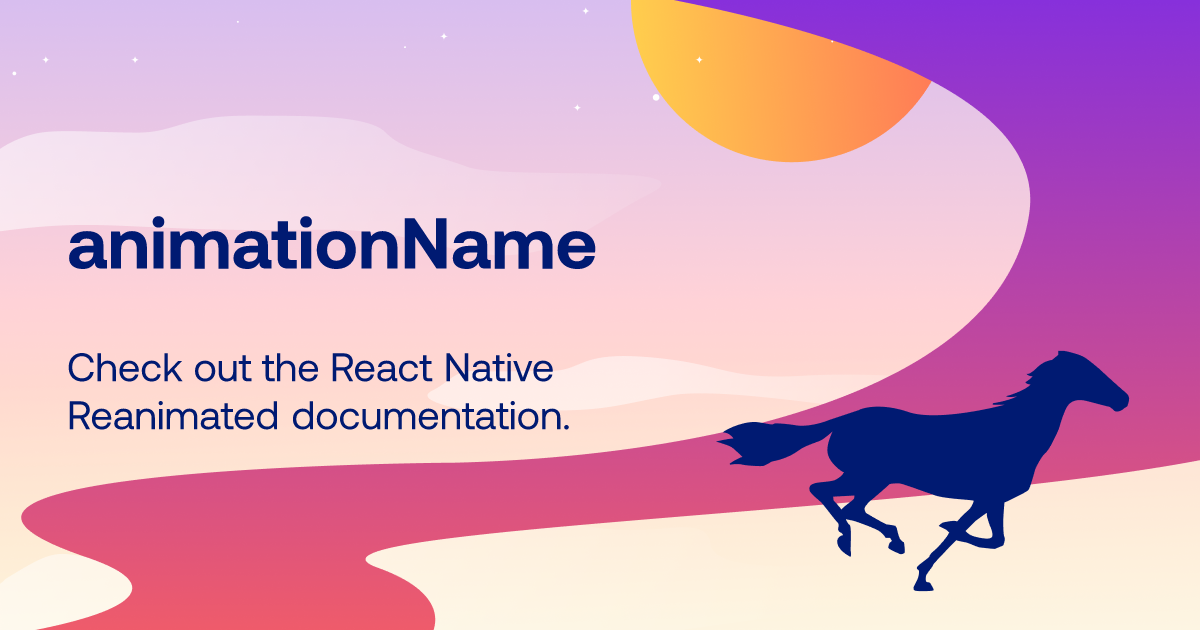 animationName
Check out the React Native
Reanimated documentation.